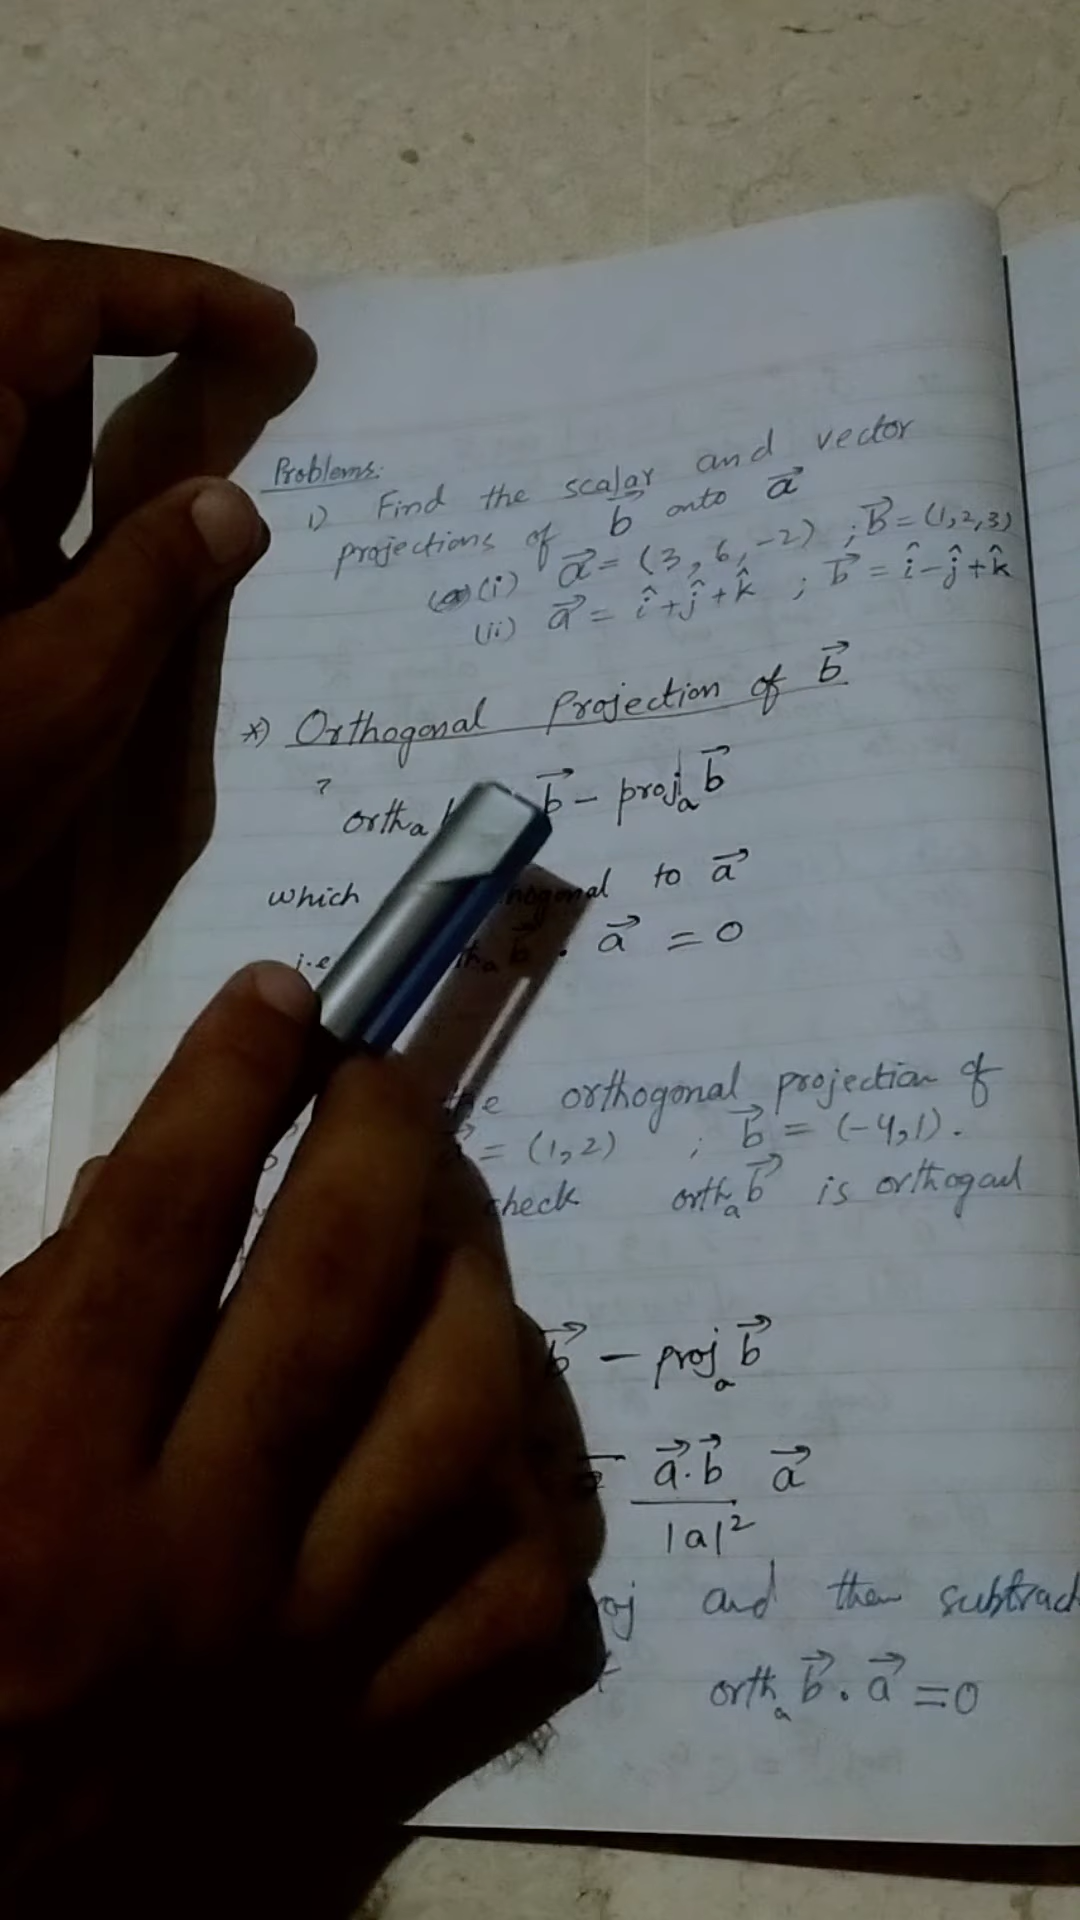 Problems:
1) Find the scalar and vector
projections of b⃗ onto a⃗
(i) a⃗ = (3, 6, -2) ; B⃗ = (1, 2, 3)
(ii) a⃗ = î + ĵ + k̂ ; b⃗ = î - ĵ + k̂
*) Orthogonal Projection of b⃗
orthₐ b⃗ - projₐ b⃗
which to a⃗
i.e b⃗ . a⃗ = 0
the orthogonal projection of
= (1, 2) ; b⃗ = (-4, 1).
check orthₐ b⃗ is orthogal
b⃗ - projₐ b⃗
a⃗.b⃗ / |a|² a⃗
and then subtract
orthₐ b⃗ . a⃗ = 0